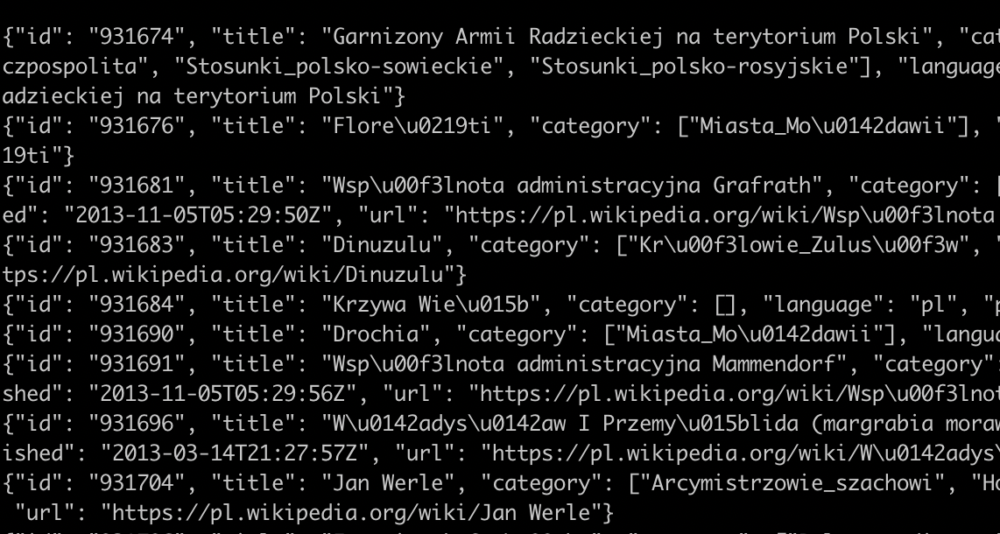 {"id": "931674", "title": "Garnizony Armii Radzieckiej na terytorium Polski", "cat
czpospolita", "Stosunki_polsko-sowieckie", "Stosunki_polsko-rosyjskie"], "language
adzieckiej na terytorium Polski"}
{"id": "931676", "title": "Flore\u0219ti", "category": ["Miasta_Mo\u0142dawii"], "
19ti"}
{"id": "931681", "title": "Wsp\u00f3lnota administracyjna Grafrath", "category": [
ed": "2013-11-05T05:29:50Z", "url": "https://pl.wikipedia.org/wiki/Wsp\u00f3lnota
{"id": "931683", "title": "Dinuzulu", "category": ["Kr\u00f3lowie_Zulus\u00f3w", "
tps://pl.wikipedia.org/wiki/Dinuzulu"}
{"id": "931684", "title": "Krzywa Wie\u015b", "category": [], "language": "pl", "p
{"id": "931690", "title": "Drochia", "category": ["Miasta_Mo\u0142dawii"], "langua
{"id": "931691", "title": "Wsp\u00f3lnota administracyjna Mammendorf", "category":
shed": "2013-11-05T05:29:56Z", "url": "https://pl.wikipedia.org/wiki/Wsp\u00f3lnot
{"id": "931696", "title": "W\u0142adys\u0142aw I Przemy\u015blida (margrabia moraw
ished": "2013-03-14T21:27:57Z", "url": "https://pl.wikipedia.org/wiki/W\u0142adys\
{"id": "931704", "title": "Jan Werle", "category": ["Arcymistrzowie_szachowi", "Ho
 "url": "https://pl.wikipedia.org/wiki/Jan Werle"}